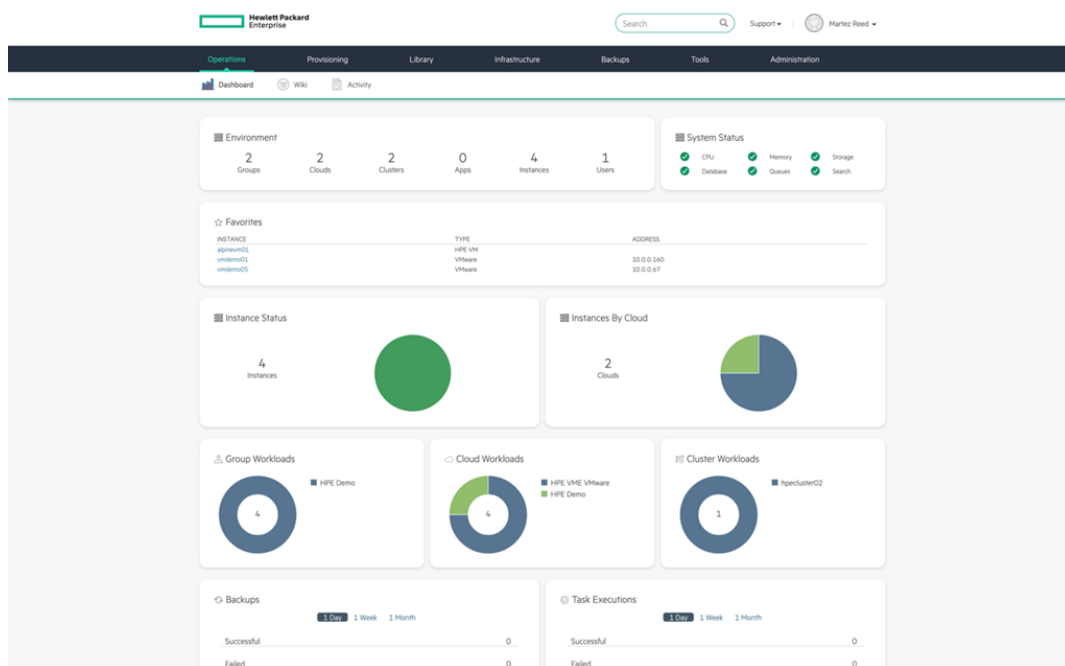 Hewlett Packard
Enterprise
Search
Support
Martez Reed
Operations Provisioning Library Infrastructure Backups Tools Administration
Dashboard Wiki Activity
Environment
2 2 2 0 4 1
Groups Clouds Clusters Apps Instances Users
System Status
CPU Memory Storage
Database Queues Search
Favorites
INSTANCE TYPE ADDRESS
alpinevm01 HPE VM
vmdemo01 VMware 10.0.0.160
vmdemo05 VMware 10.0.0.67
Instance Status
4
Instances
Instances By Cloud
2
Clouds
Group Workloads
4
HPE Demo
Cloud Workloads
4
HPE VME VMware
HPE Demo
Cluster Workloads
1
hpecluster02
Backups
1 Day 1 Week 1 Month
Successful 0
Failed 0
Task Executions
1 Day 1 Week 1 Month
Successful 0
Failed 0